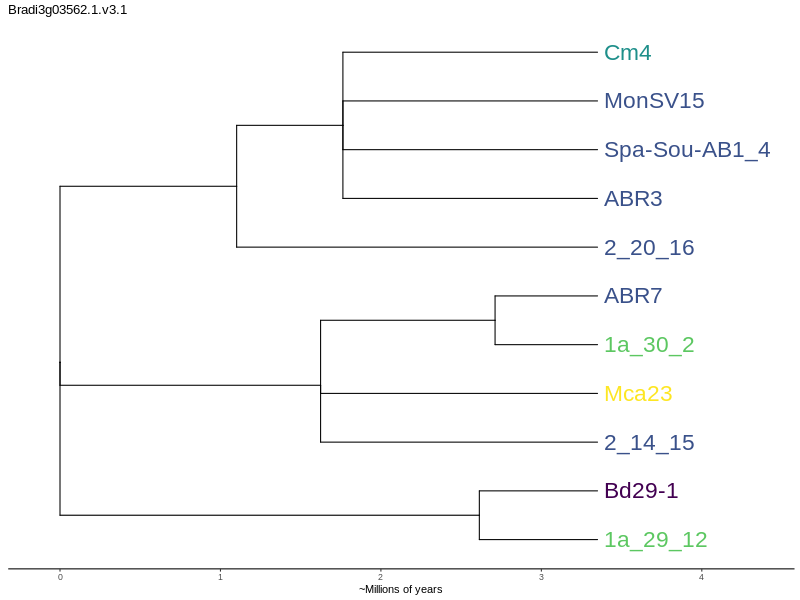 Bradi3g03562.1.v3.1
Cm4
MonSV15
Spa-Sou-AB1_4
ABR3
2_20_16
ABR7
1a_30_2
Mca23
2_14_15
Bd29-1
1a_29_12
0 1 2 3 4
~Millions of years